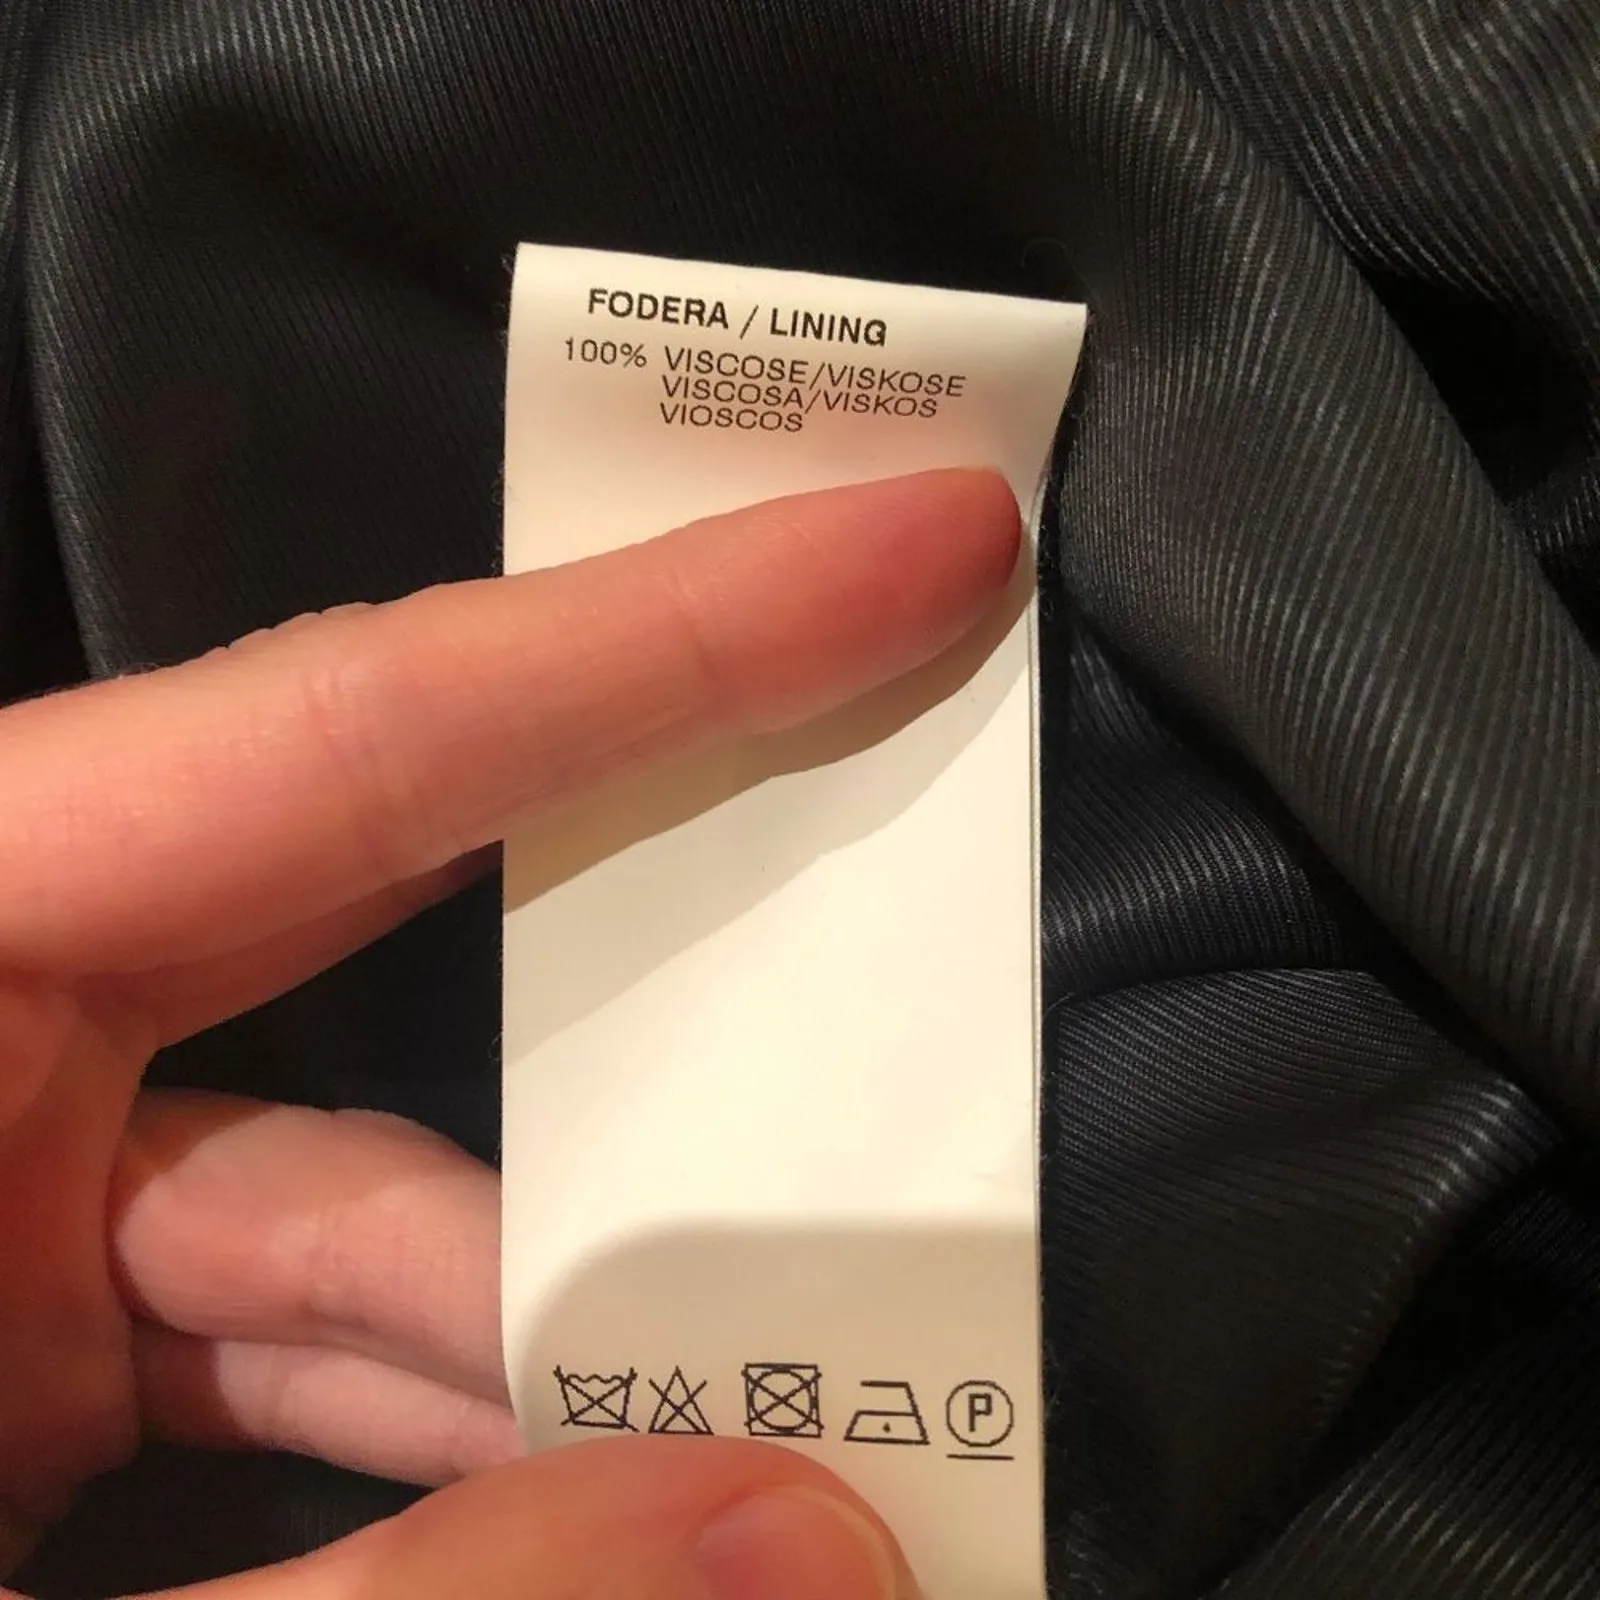 FODERA / LINING
100% VISCOSE/VISKOSE
VISCOSA/VISKOS
VIOSCOS
P